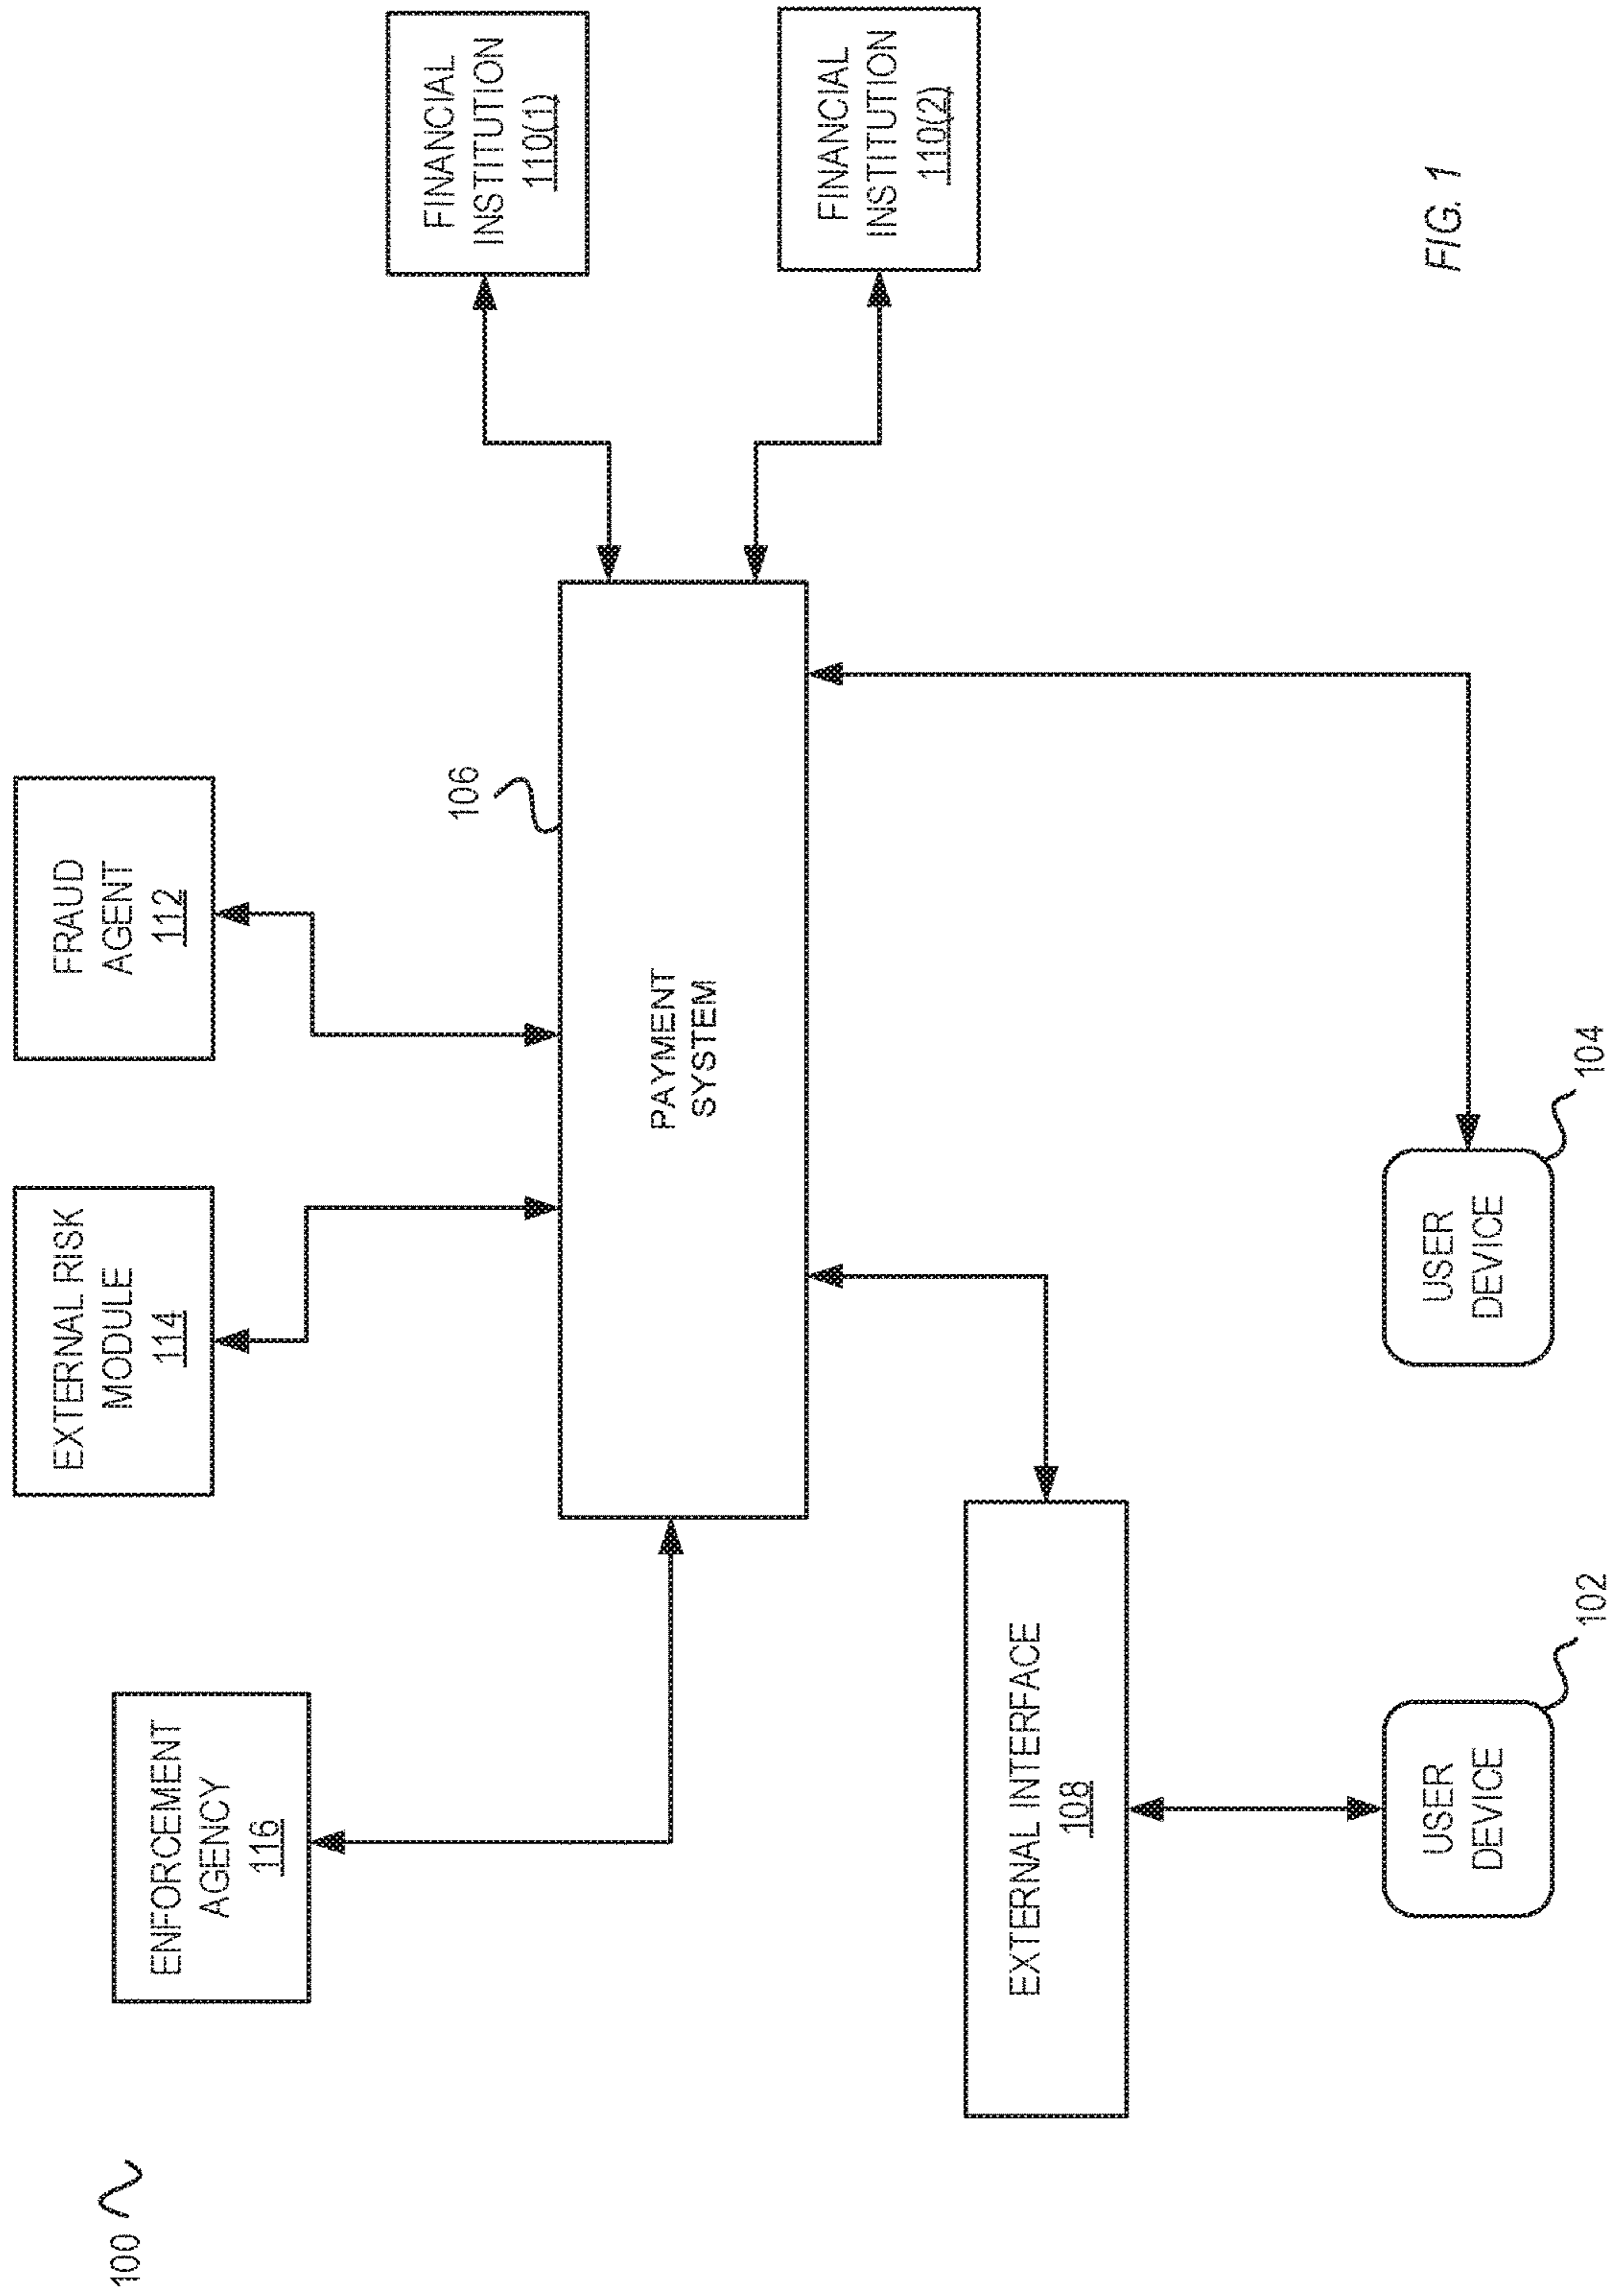 100
ENFORCEMENT
AGENCY
116
EXTERNAL RISK
MODULE
114
FRAUD
AGENT
112
106
PAYMENT
SYSTEM
FINANCIAL
INSTITUTION
110(1)
FINANCIAL
INSTITUTION
110(2)
EXTERNAL INTERFACE
108
USER
DEVICE
102
USER
DEVICE
104
FIG. 1